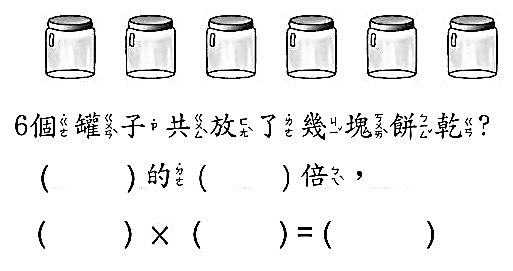 6個罐子共放了幾塊餅乾?
( )的( )倍，
( ) × ( ) = ( )